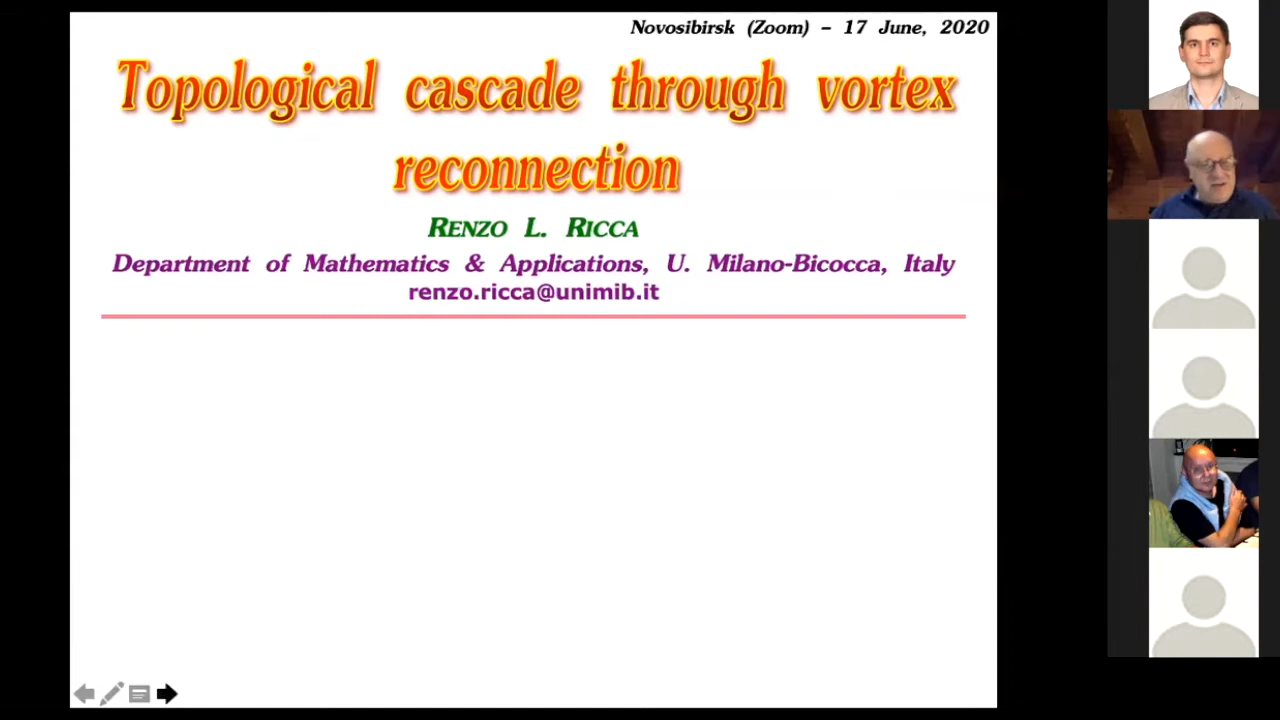 Novosibirsk (Zoom) – 17 June, 2020
Topological cascade through vortex
reconnection
RENZO L. RICCA
Department of Mathematics & Applications, U. Milano-Bicocca, Italy
renzo.ricca@unimib.it